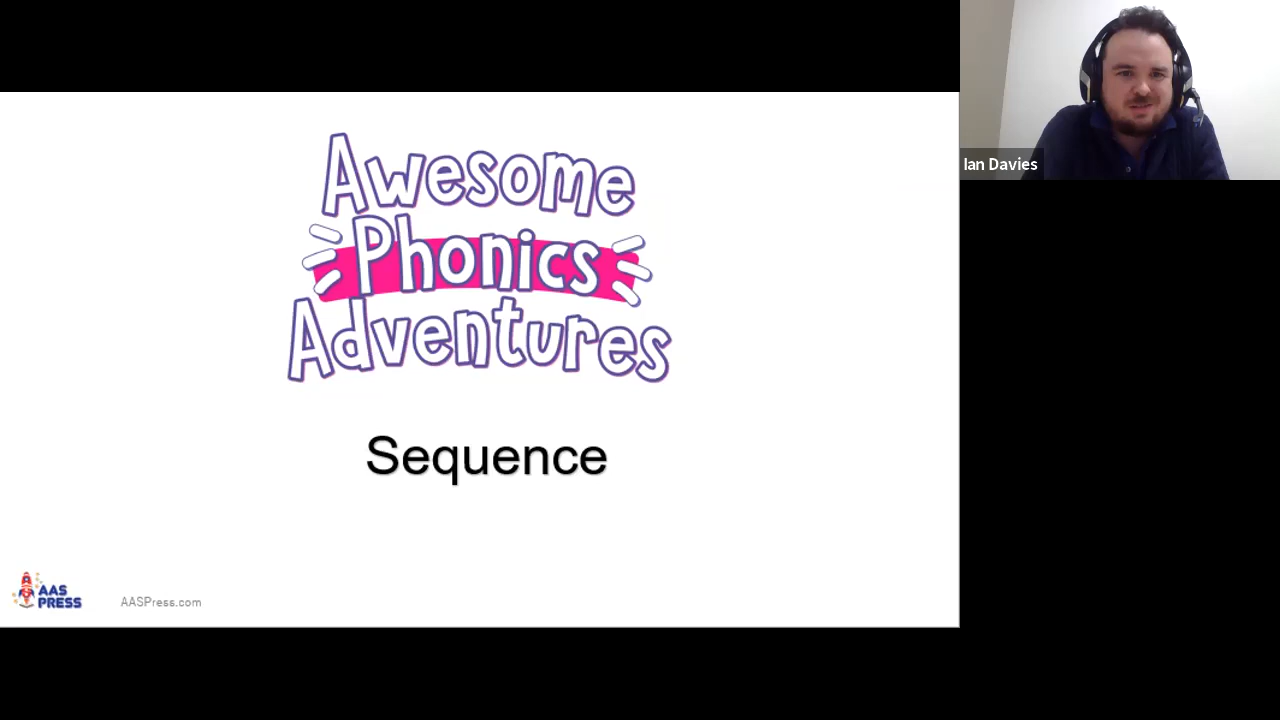 Awesome
Phonics
Adventures
Sequence
AAS
PRESS
AASPress.com
Ian Davies